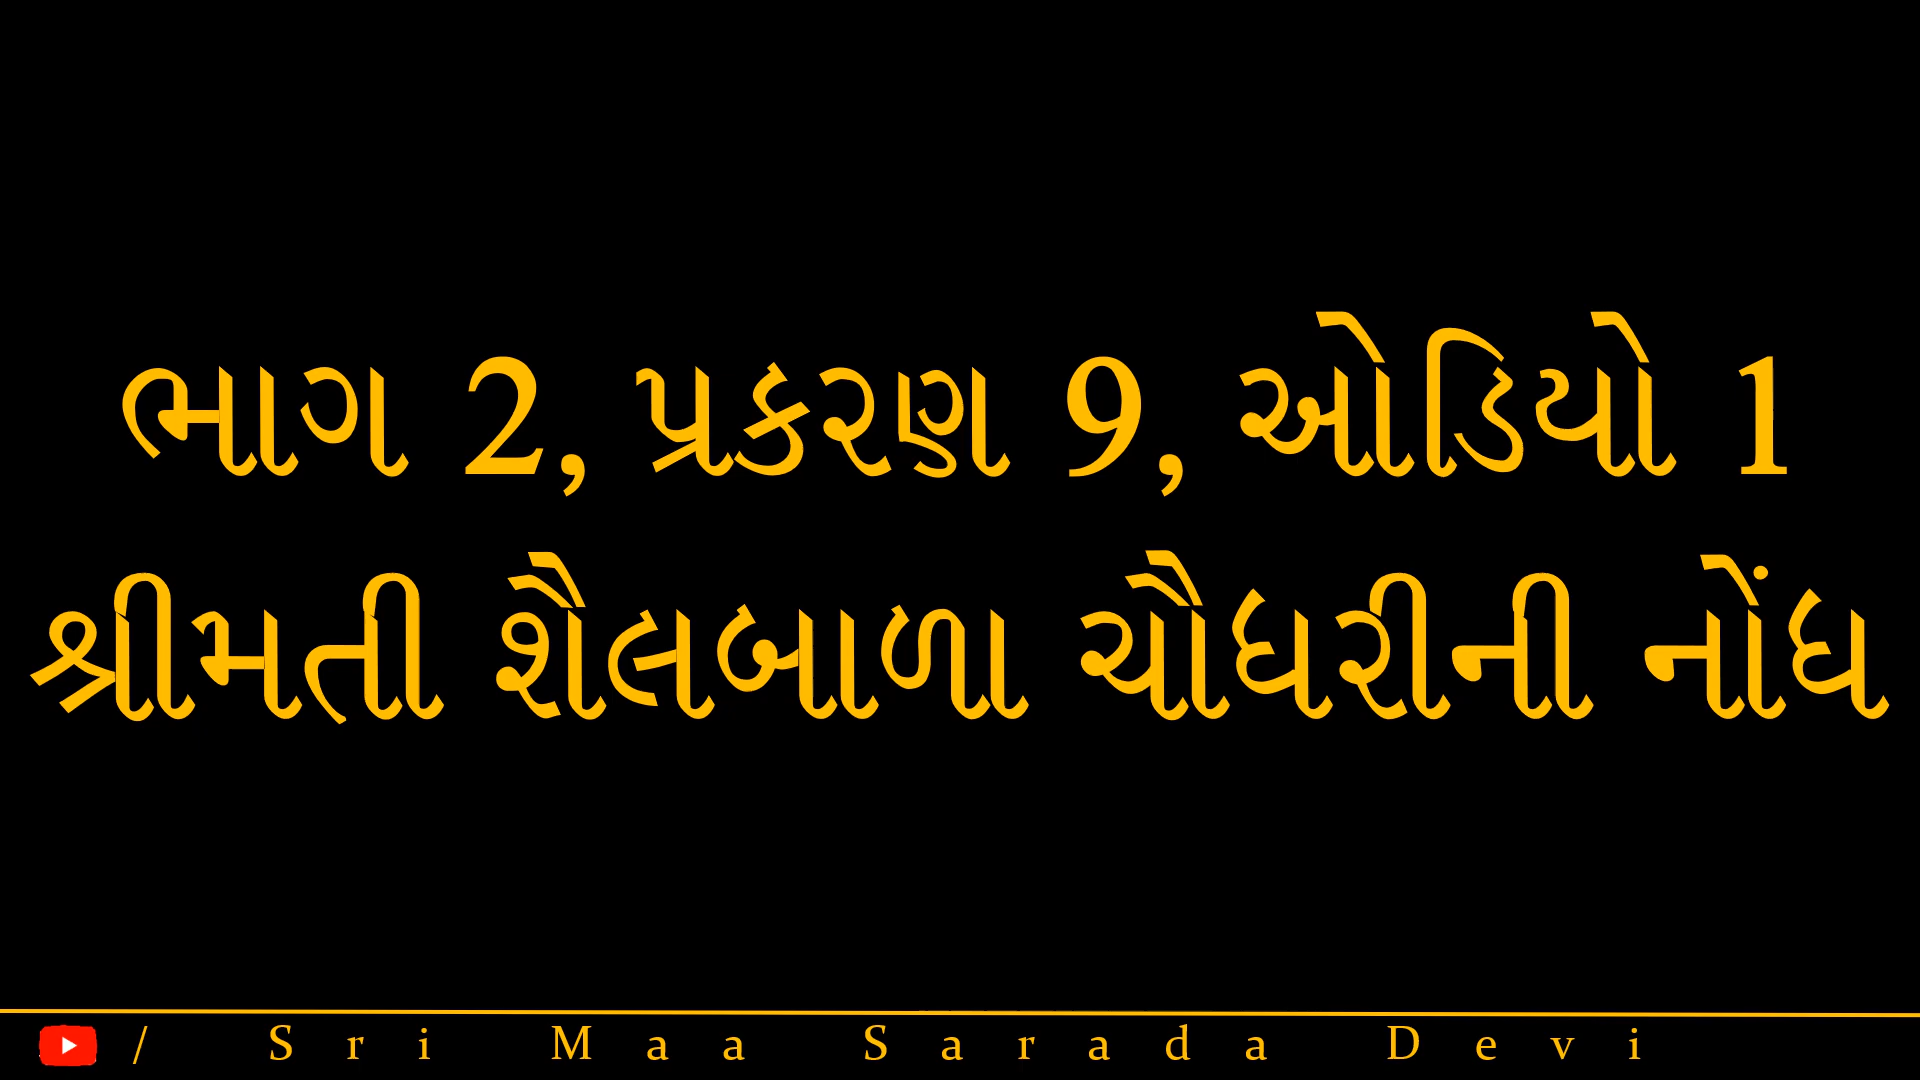 ભાગ 2, પ્રકરણ 9, ઓડિયો 1
શ્રીમતી શૈલબાળા ચૌધરીની નોંધ
/ Sri Maa Sarada Devi